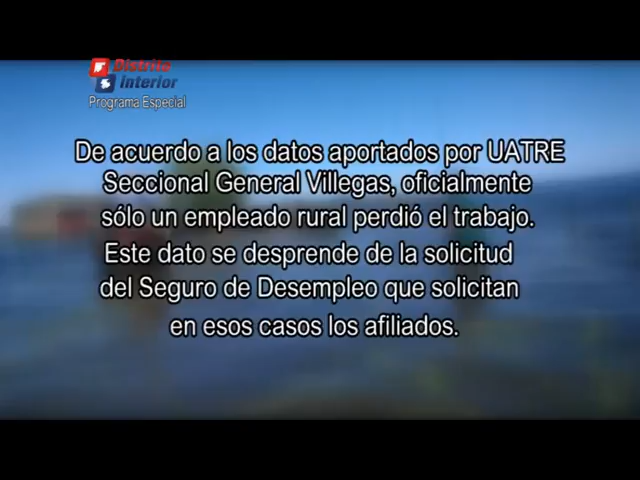 Distrito
Interior
Programa Especial
De acuerdo a los datos aportados por UATRE
Seccional General Villegas, oficialmente
sólo un empleado rural perdió el trabajo.
Este dato se desprende de la solicitud
del Seguro de Desempleo que solicitan
en esos casos los afiliados.